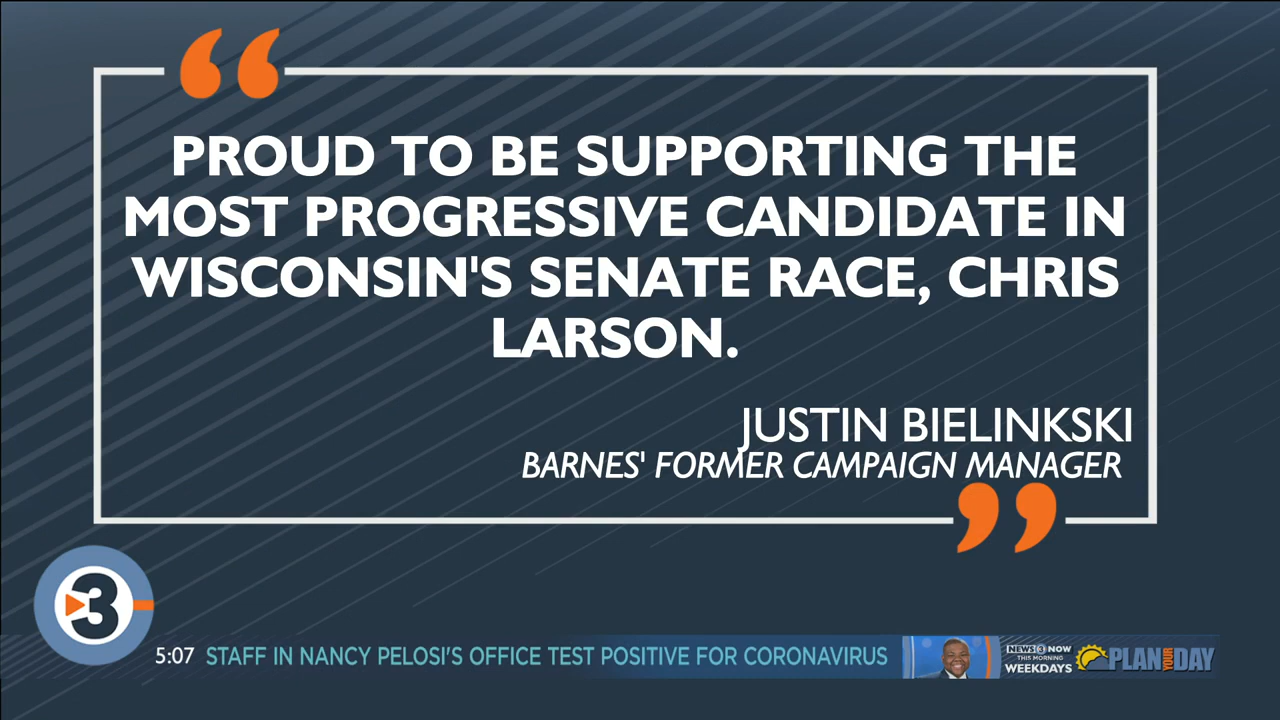 “
PROUD TO BE SUPPORTING THE
MOST PROGRESSIVE CANDIDATE IN
WISCONSIN'S SENATE RACE, CHRIS
LARSON.
JUSTIN BIELINKSKI
BARNES' FORMER CAMPAIGN MANAGER
”
3
5:07 STAFF IN NANCY PELOSI'S OFFICE TEST POSITIVE FOR CORONAVIRUS
NEWS 3 NOW
THIS MORNING
WEEKDAYS
PLAN YOUR DAY